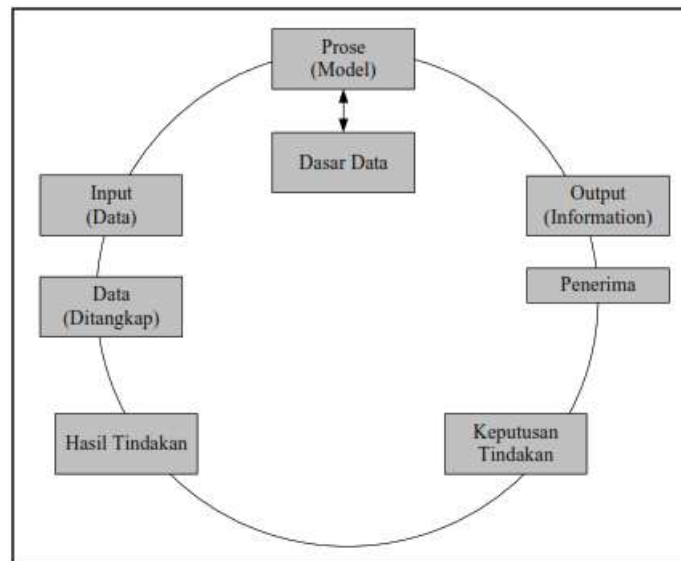 Prose
(Model)
Dasar Data
Input
(Data)
Output
(Information)
Data
(Ditangkap)
Penerima
Hasil Tindakan
Keputusan
Tindakan